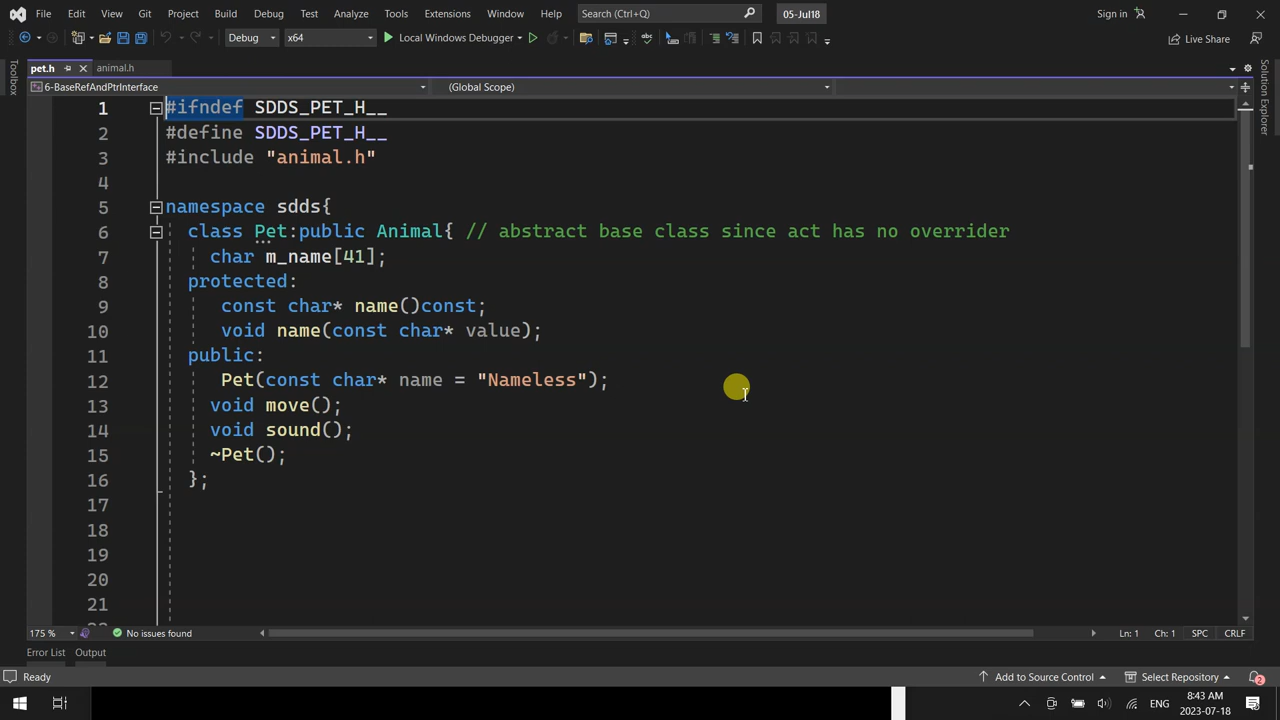 File Edit View Git Project Build Debug Test Analyze Tools Extensions Window Help Search (Ctrl+Q) 05-Jul18 Sign in
Debug x64 Local Windows Debugger Live Share
pet.h animal.h
Toolbox
Solution Explorer
6-BaseRefAndPtrInterface (Global Scope)
1 #ifndef SDDS_PET_H__
2 #define SDDS_PET_H__
3 #include "animal.h"
4
5 namespace sdds{
6 class Pet:public Animal{ // abstract base class since act has no overrider
7 char m_name[41];
8 protected:
9 const char* name()const;
10 void name(const char* value);
11 public:
12 Pet(const char* name = "Nameless");
13 void move();
14 void sound();
15 ~Pet();
16 };
17
18
19
20
21
175 % No issues found Ln: 1 Ch: 1 SPC CRLF
Error List Output
Ready Add to Source Control Select Repository 2
ENG 8:43 AM
2023-07-18